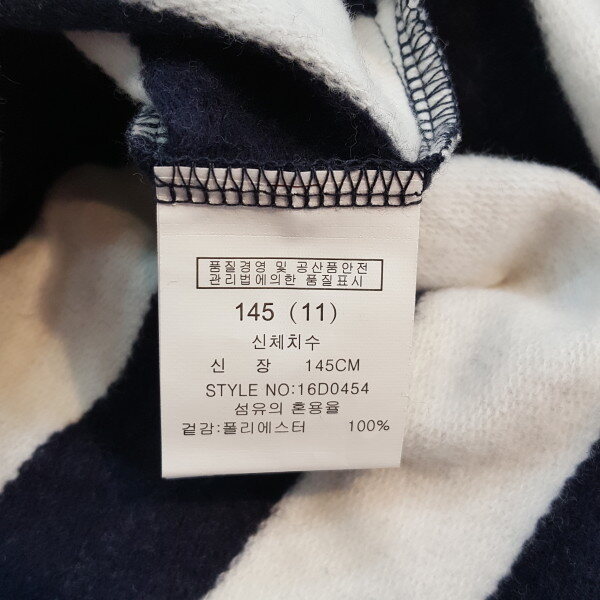 품질경영 및 공산품안전
관리법에의한 품질표시
145 (11)
신체치수
신 장 145CM
STYLE NO:16D0454
섬유의 혼용율
겉감:폴리에스터 100%